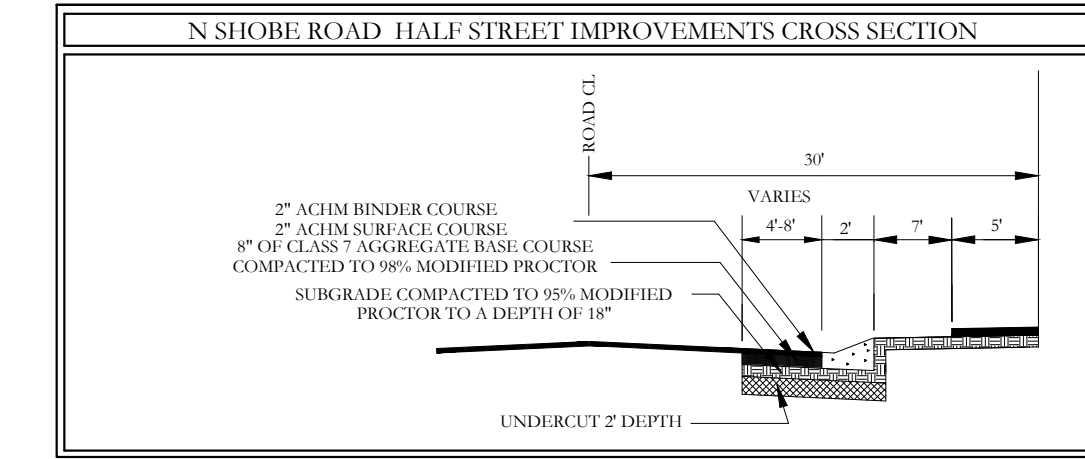 N SHOBE ROAD HALF STREET IMPROVEMENTS CROSS SECTION
ROAD CL
30'
VARIES
4'-8'
2'
7'
5'
2" ACHM BINDER COURSE
2" ACHM SURFACE COURSE
8" OF CLASS 7 AGGREGATE BASE COURSE
COMPACTED TO 98% MODIFIED PROCTOR
SUBGRADE COMPACTED TO 95% MODIFIED
PROCTOR TO A DEPTH OF 18"
UNDERCUT 2' DEPTH